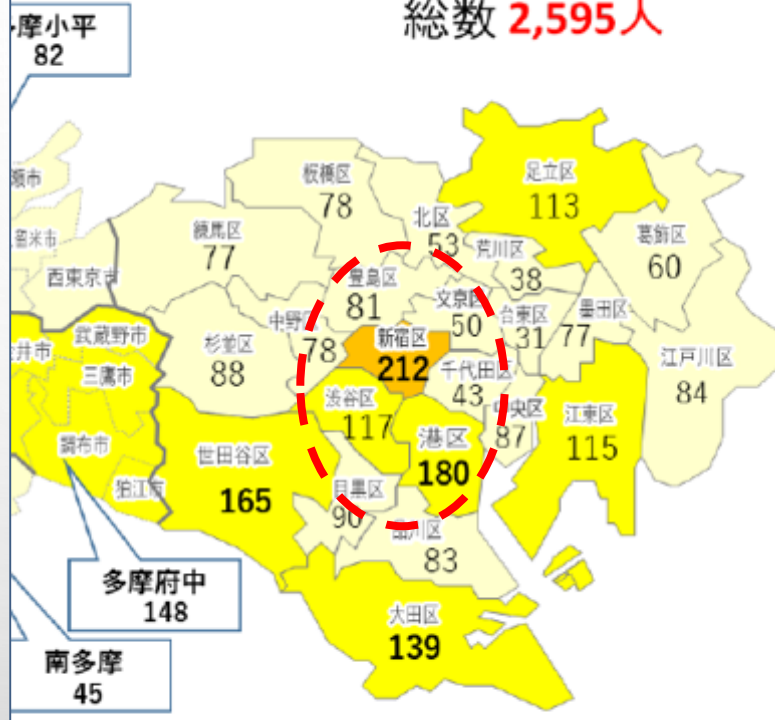 総数 2,595人
摩小平
82
足立区
113
板橋区
78
北区
53
荒川区
38
葛飾区
60
練馬区
77
西東京市
豊島区
81
文京区
50
台東区
31
墨田区
77
江戸川区
84
中野区
78
杉並区
88
新宿区
212
千代田区
43
中央区
87
江東区
115
武蔵野市
井市
三鷹市
調布市
狛江市
渋谷区
117
港区
180
世田谷区
165
目黒区
90
品川区
83
大田区
139
多摩府中
148
南多摩
45